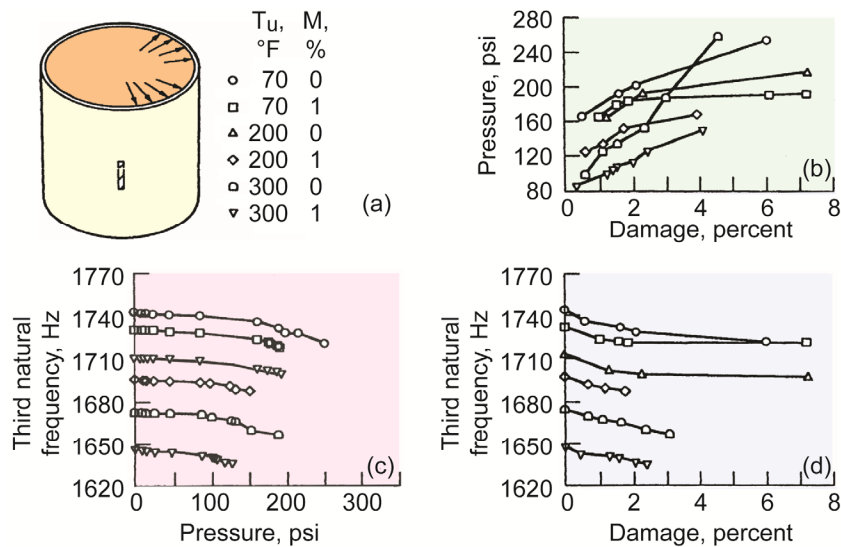 Tu, M,
°F %
70 0
70 1
200 0
200 1
300 0
300 1
(a)
Pressure, psi
280
240
200
160
120
80
0 2 4 6 8
Damage, percent
(b)
Third natural
frequency, Hz
1770
1740
1710
1680
1650
1620
0 100 200 300
Pressure, psi
(c)
Third natural
frequency, Hz
1770
1740
1710
1680
1650
1620
0 2 4 6 8
Damage, percent
(d)